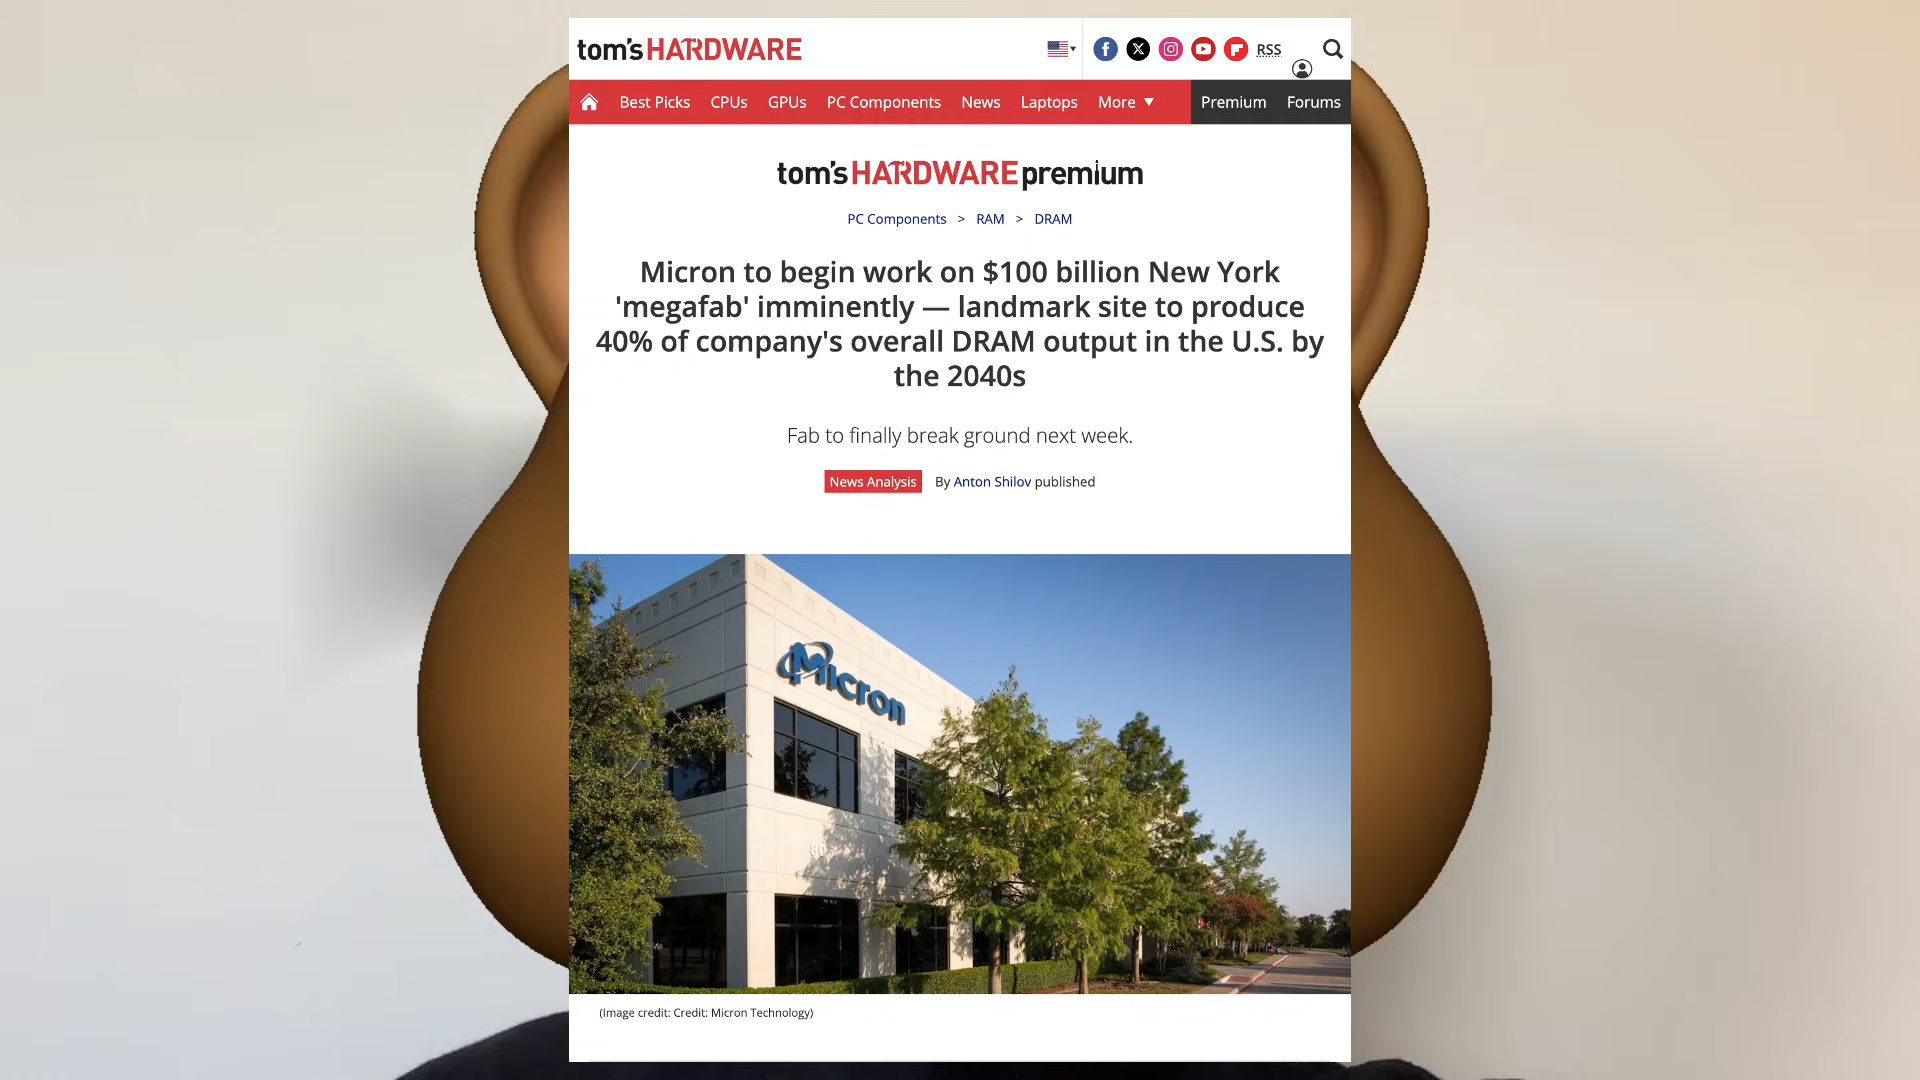 tom's HARDWARE
RSS
Best Picks CPUs GPUs PC Components News Laptops More Premium Forums
tom's HARDWARE premium
PC Components > RAM > DRAM
Micron to begin work on $100 billion New York
'megafab' imminently — landmark site to produce
40% of company's overall DRAM output in the U.S. by
the 2040s
Fab to finally break ground next week.
News Analysis By Anton Shilov published
Micron
(Image credit: Credit: Micron Technology)